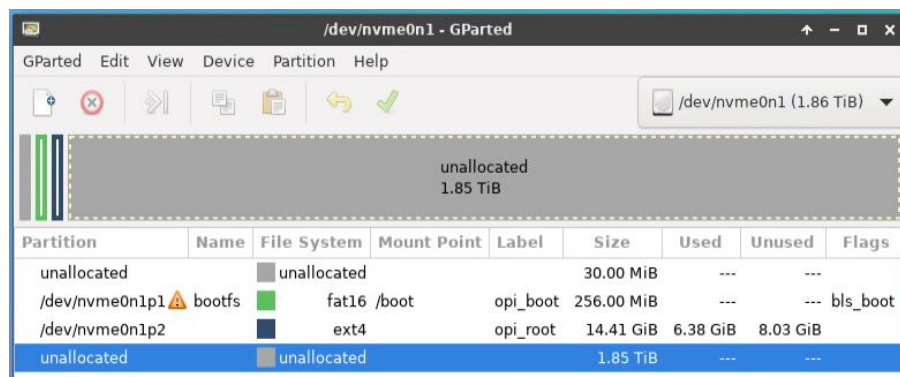 /dev/nvme0n1 - GParted
GParted Edit View Device Partition Help
/dev/nvme0n1 (1.86 TiB)
unallocated
1.85 TiB
Partition Name File System Mount Point Label Size Used Unused Flags
unallocated unallocated 30.00 MiB --- ---
/dev/nvme0n1p1 bootfs fat16 /boot opi_boot 256.00 MiB --- --- bls_boot
/dev/nvme0n1p2 ext4 opi_root 14.41 GiB 6.38 GiB 8.03 GiB
unallocated unallocated 1.85 TiB --- ---